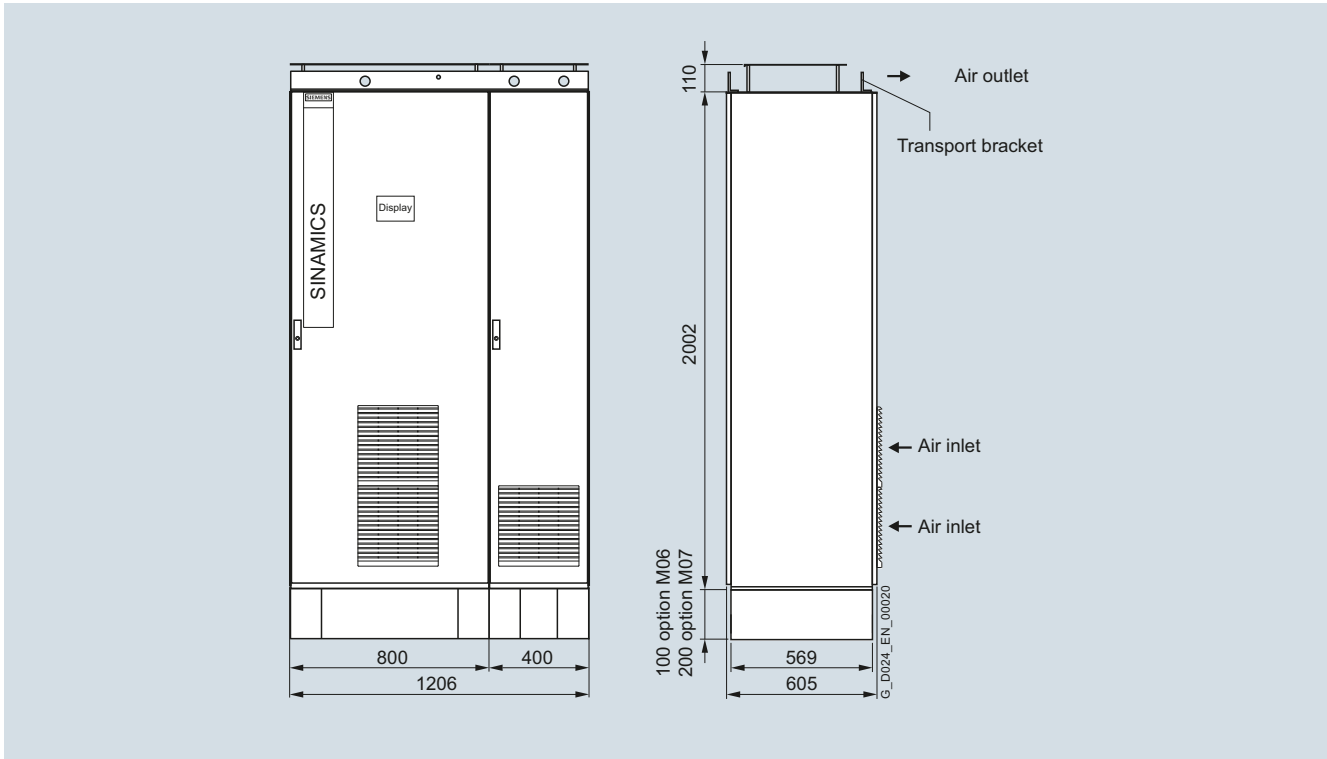 SIEMENS
SINAMICS
Display
800
400
1206
110
Air outlet
Transport bracket
2002
Air inlet
Air inlet
100 option M06
200 option M07
569
605
G_D024_EN_00020